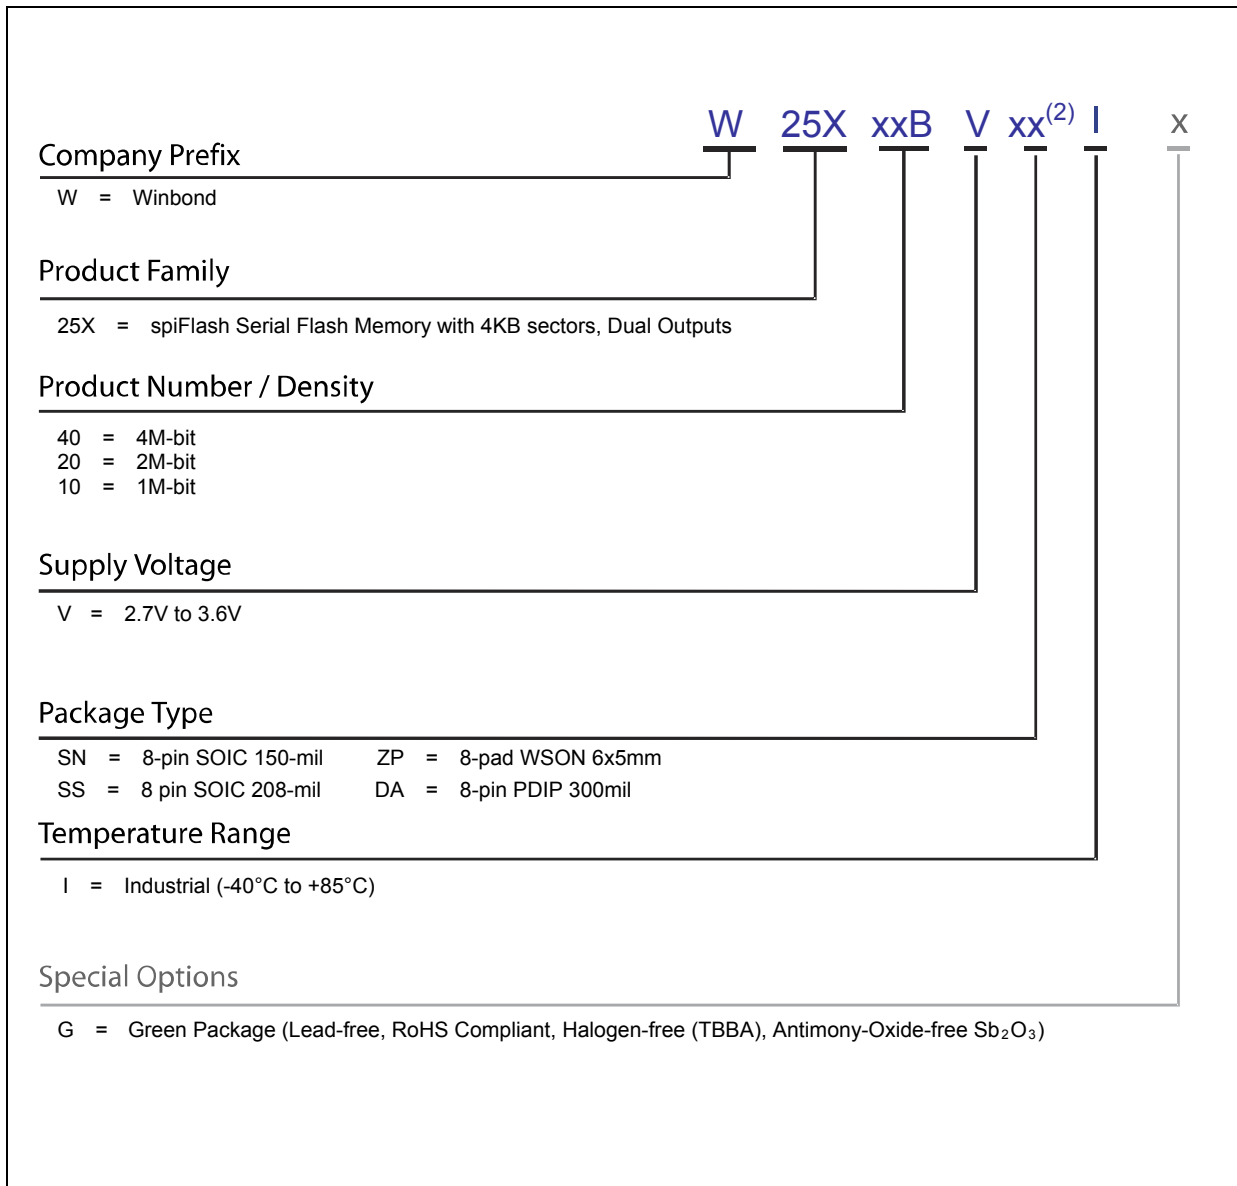 W 25X xxB V xx(2) I x
Company Prefix
W = Winbond
Product Family
25X = spiFlash Serial Flash Memory with 4KB sectors, Dual Outputs
Product Number / Density
40 = 4M-bit
20 = 2M-bit
10 = 1M-bit
Supply Voltage
V = 2.7V to 3.6V
Package Type
SN = 8-pin SOIC 150-mil ZP = 8-pad WSON 6x5mm
SS = 8 pin SOIC 208-mil DA = 8-pin PDIP 300mil
Temperature Range
I = Industrial (-40°C to +85°C)
Special Options
G = Green Package (Lead-free, RoHS Compliant, Halogen-free (TBBA), Antimony-Oxide-free Sb₂O₃)